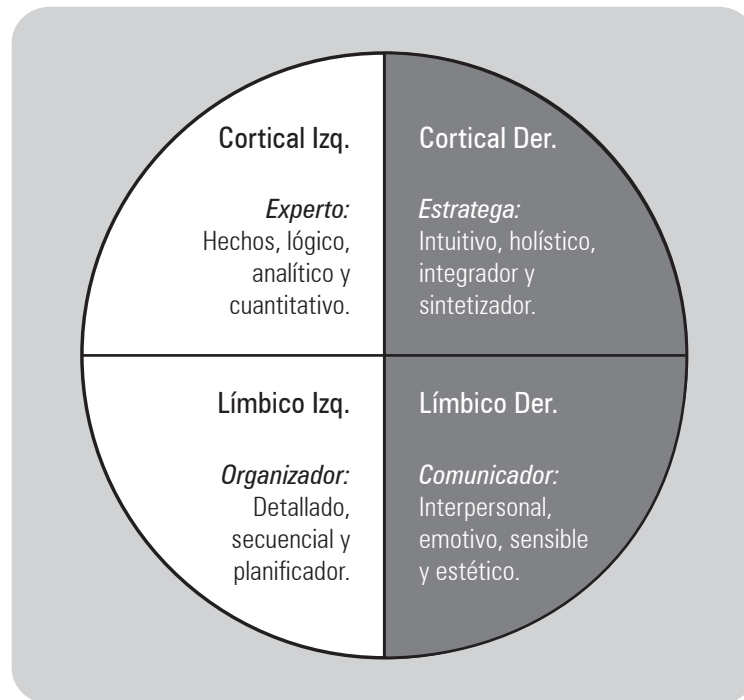 Cortical Izq.
Experto:
Hechos, lógico,
analítico y
cuantitativo.
Cortical Der.
Estratega:
Intuitivo, holístico,
integrador y
sintetizador.
Límbico Izq.
Organizador:
Detallado,
secuencial y
planificador.
Límbico Der.
Comunicador:
Interpersonal,
emotivo, sensible
y estético.